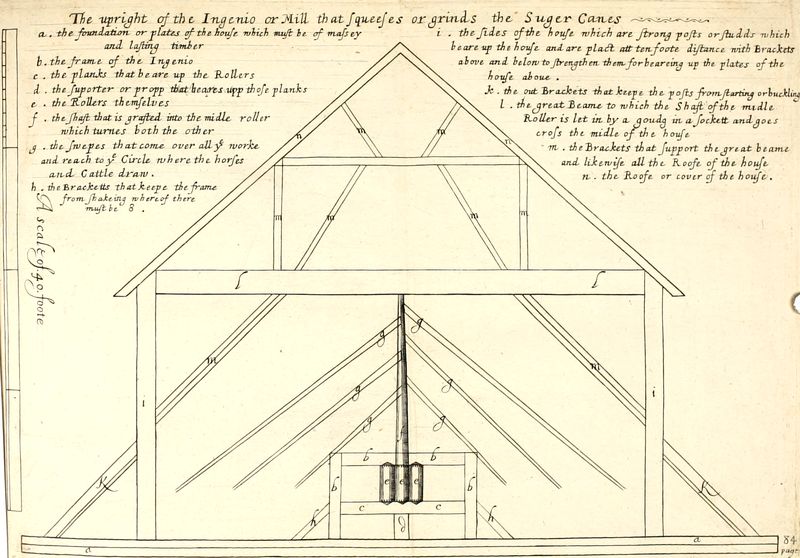 The upright of the Ingenio or Mill that ſqueeſes or grinds the Suger Canes
a. the foundation or plates of the houſe which muſt be of maſsey
and laſting timber
b. the frame of the Ingenio
c. the planks that beare up the Rollers
d. the ſuporter or propp that beares upp thoſe planks
e. the Rollers themſelves
f. the ſhaft that is graſted into the midle roller
which turnes both the other
g. the ſwepes that come over all yͤ worke
and reach to yͤ Circle where the horſes
and Cattle draw.
h. the Bracketts that keepe the frame
from ſhakeing whereof there
muſt be 8.
i. the ſides of the houſe which are ſtrong poſts or ſtudds which
beare up the houſe and are plac't att ten foote diſtance with Brackets
above and below to ſtrengthen them for beareing up the plates of the
houſe aboue.
k. the out Brackets that keepe the poſts from ſtarting or buckling
l. the great Beame to which the Shaft of the midle
Roller is let in by a goudg in a ſockett and goes
croſs the midle of the houſe
m. the Brackets that ſupport the great beame
and likewiſe all the Roofe of the houſe
n. the Roofe or cover of the houſe.
A scale of 40 foote
n m m n
m m m m
l l
g g
m m
g g
i i
g g
f
b b
b e e e b
k k
c c
h d h
a a
84
page